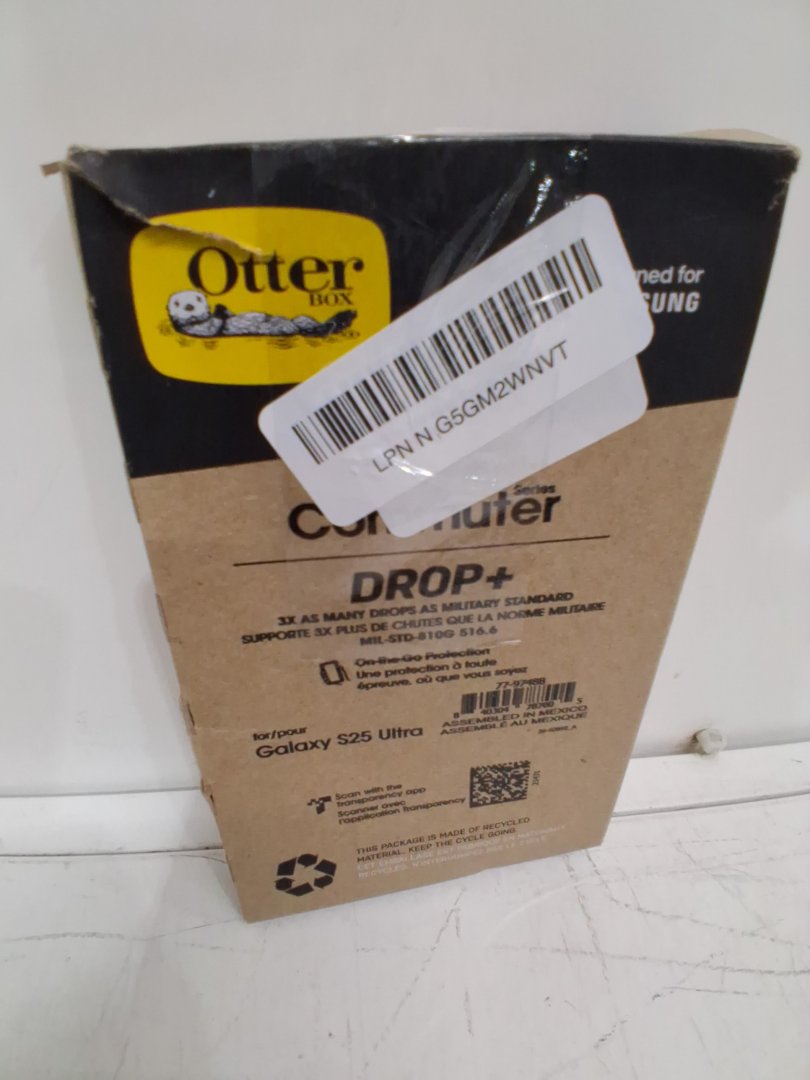 Otter
BOX
ned for
SUNG
LPN N G5GM2WNVT
Series
DROP+
3X AS MANY DROPS AS MILITARY STANDARD
SUPPORTE 3X PLUS DE CHUTES QUE LA NORME MILITAIRE
MIL-STD-810G 516.6
On-the-Go Protection
Une protection à toute
épreuve, où que vous soyez
for/pour
Galaxy S25 Ultra
ASSEMBLED IN MEXICO
ASSEMBLÉ AU MEXIQUE
Scan with the
Transparency app
Scanner avec
l'application Transparency
THIS PACKAGE IS MADE OF RECYCLED
MATERIAL. KEEP THE CYCLE GOING